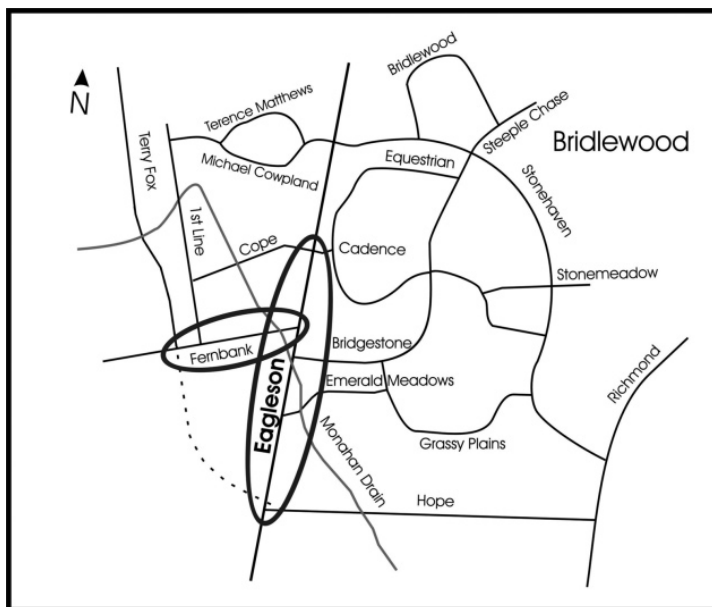 Bridlewood
N
Terry Fox
Terence Matthews
Michael Cowpland
Steeple Chase
Bridlewood
Equestrian
Stonehaven
1st Line
Cope
Cadence
Stonemeadow
Fernbank
Bridgestone
Emerald Meadows
Eagleson
Richmond
Grassy Plains
Monahan Drain
Hope